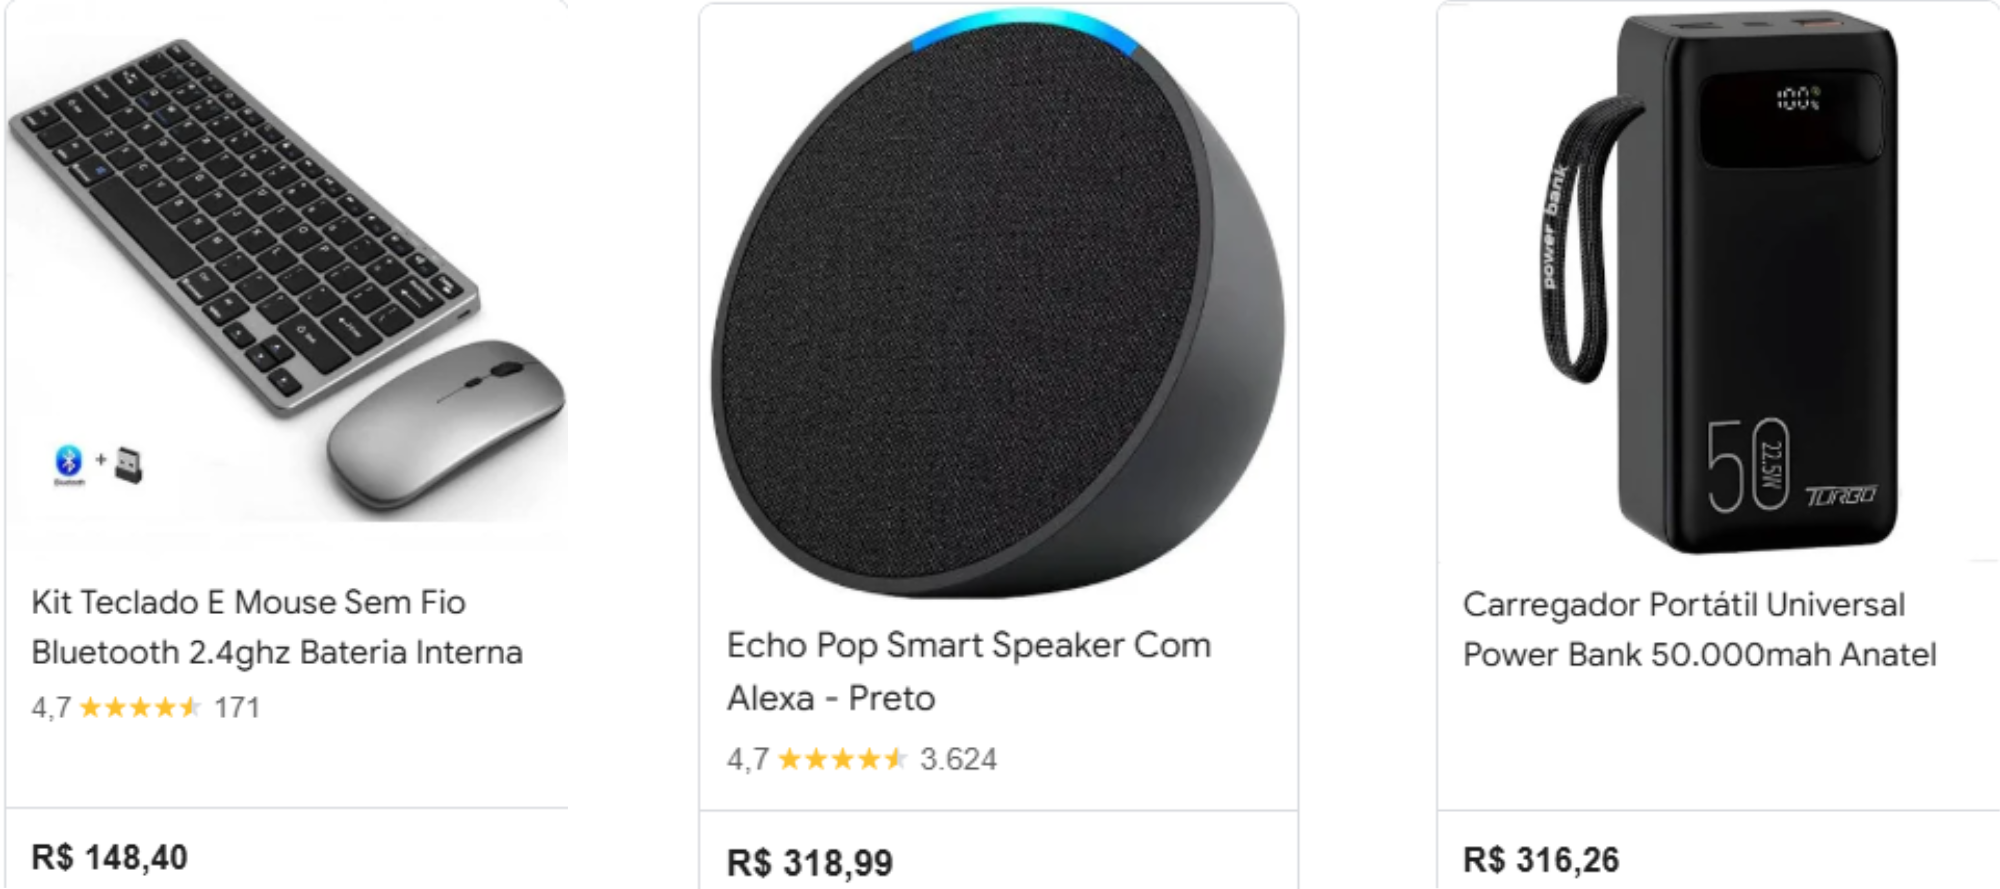 Kit Teclado E Mouse Sem Fio
Bluetooth 2.4ghz Bateria Interna
4,7 171
R$ 148,40
Echo Pop Smart Speaker Com
Alexa - Preto
4,7 3.624
R$ 318,99
100%
power bank
50
22.5W
TURBO
Carregador Portátil Universal
Power Bank 50.000mah Anatel
R$ 316,26